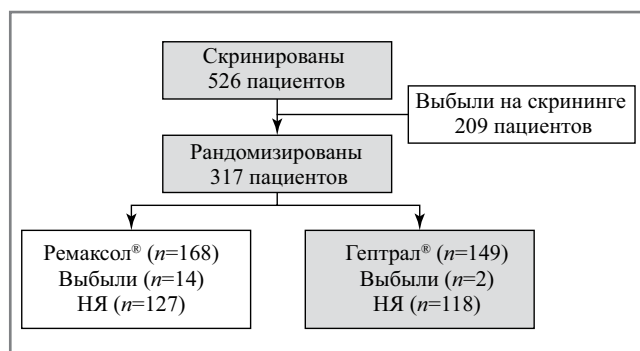 Скринированы
526 пациентов
Выбыли на скрининге
209 пациентов
Рандомизированы
317 пациентов
Ремаксол® (n=168)
Выбыли (n=14)
НЯ (n=127)
Гептрал® (n=149)
Выбыли (n=2)
НЯ (n=118)